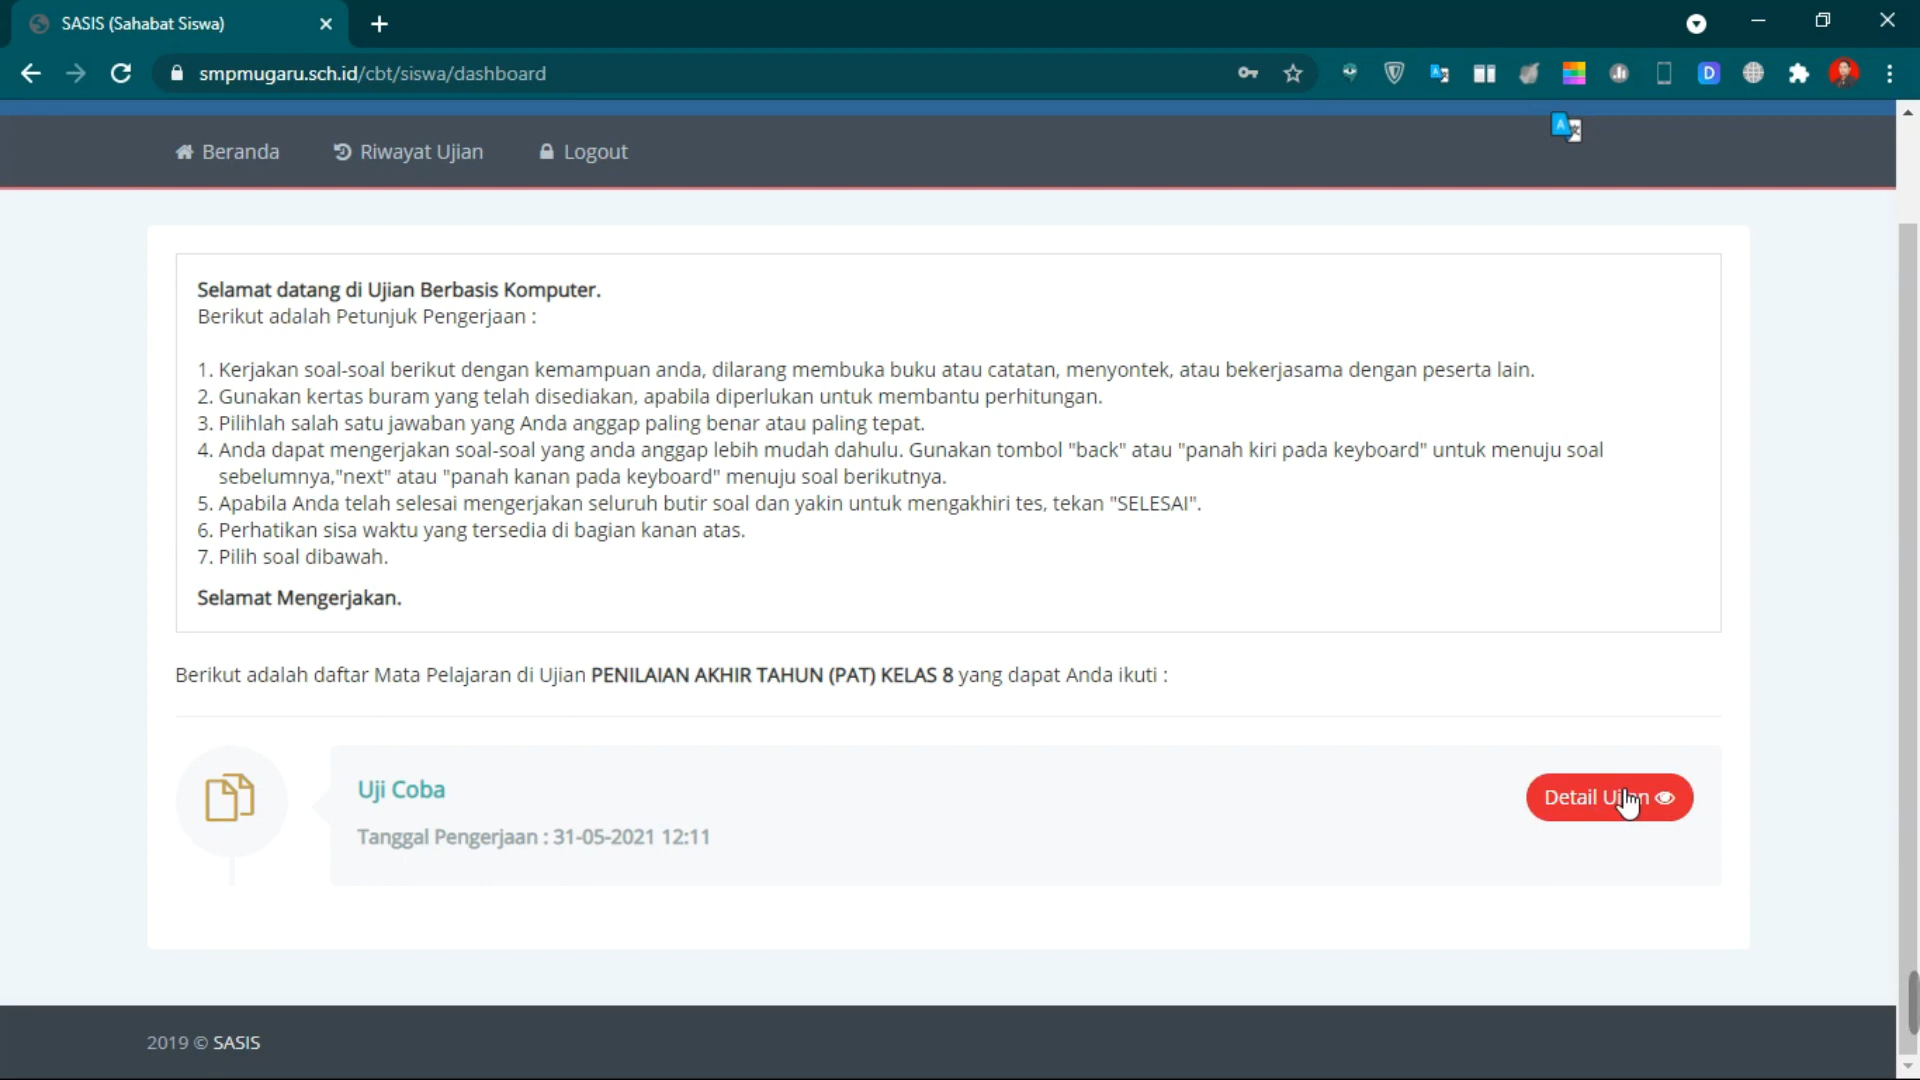 SASIS (Sahabat Siswa)
smpmugaru.sch.id/cbt/siswa/dashboard
D
Beranda
Riwayat Ujian
Logout
A
Selamat datang di Ujian Berbasis Komputer.
Berikut adalah Petunjuk Pengerjaan :
1. Kerjakan soal-soal berikut dengan kemampuan anda, dilarang membuka buku atau catatan, menyontek, atau bekerjasama dengan peserta lain.
2. Gunakan kertas buram yang telah disediakan, apabila diperlukan untuk membantu perhitungan.
3. Pilihlah salah satu jawaban yang Anda anggap paling benar atau paling tepat.
4. Anda dapat mengerjakan soal-soal yang anda anggap lebih mudah dahulu. Gunakan tombol "back" atau "panah kiri pada keyboard" untuk menuju soal
sebelumnya,"next" atau "panah kanan pada keyboard" menuju soal berikutnya.
5. Apabila Anda telah selesai mengerjakan seluruh butir soal dan yakin untuk mengakhiri tes, tekan "SELESAI".
6. Perhatikan sisa waktu yang tersedia di bagian kanan atas.
7. Pilih soal dibawah.
Selamat Mengerjakan.
Berikut adalah daftar Mata Pelajaran di Ujian PENILAIAN AKHIR TAHUN (PAT) KELAS 8 yang dapat Anda ikuti :
Uji Coba
Detail Ujian
Tanggal Pengerjaan : 31-05-2021 12:11
2019 © SASIS